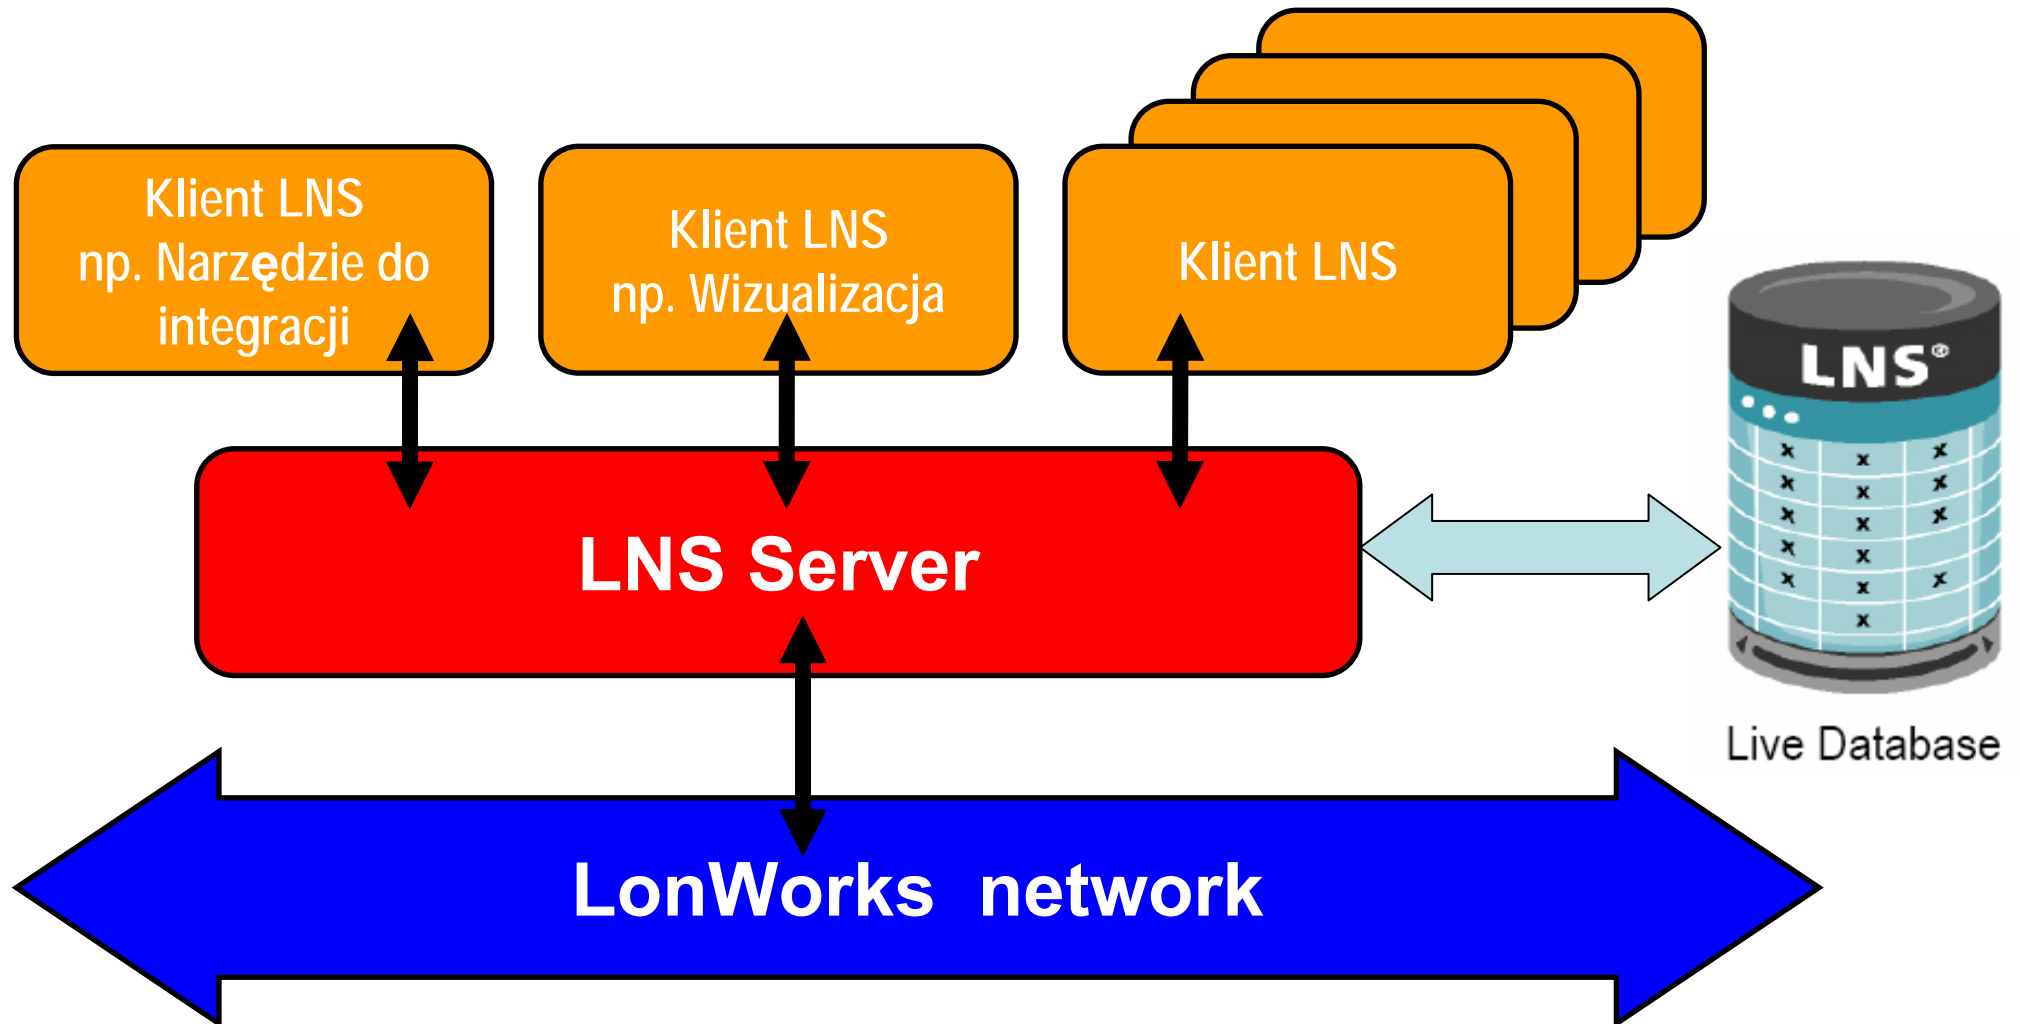 Klient LNS
np. Narzędzie do
integracji
Klient LNS
np. Wizualizacja
Klient LNS
LNS®
LNS Server
x x x
x x x
x x x
x x
x x x
x
Live Database
LonWorks network